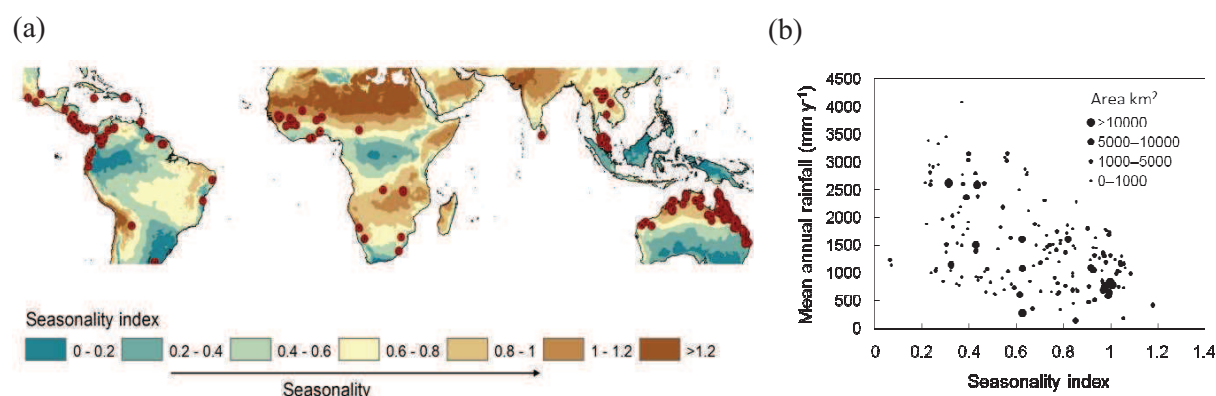 (a)
Seasonality index
0 - 0.2
0.2 - 0.4
0.4 - 0.6
0.6 - 0.8
0.8 - 1
1 - 1.2
>1.2
Seasonality
(b)
Mean annual rainfall (mm y⁻¹)
4500
4000
3500
3000
2500
2000
1500
1000
500
0
Area km²
>10000
5000–10000
1000–5000
0–1000
0 0.2 0.4 0.6 0.8 1 1.2 1.4
Seasonality index